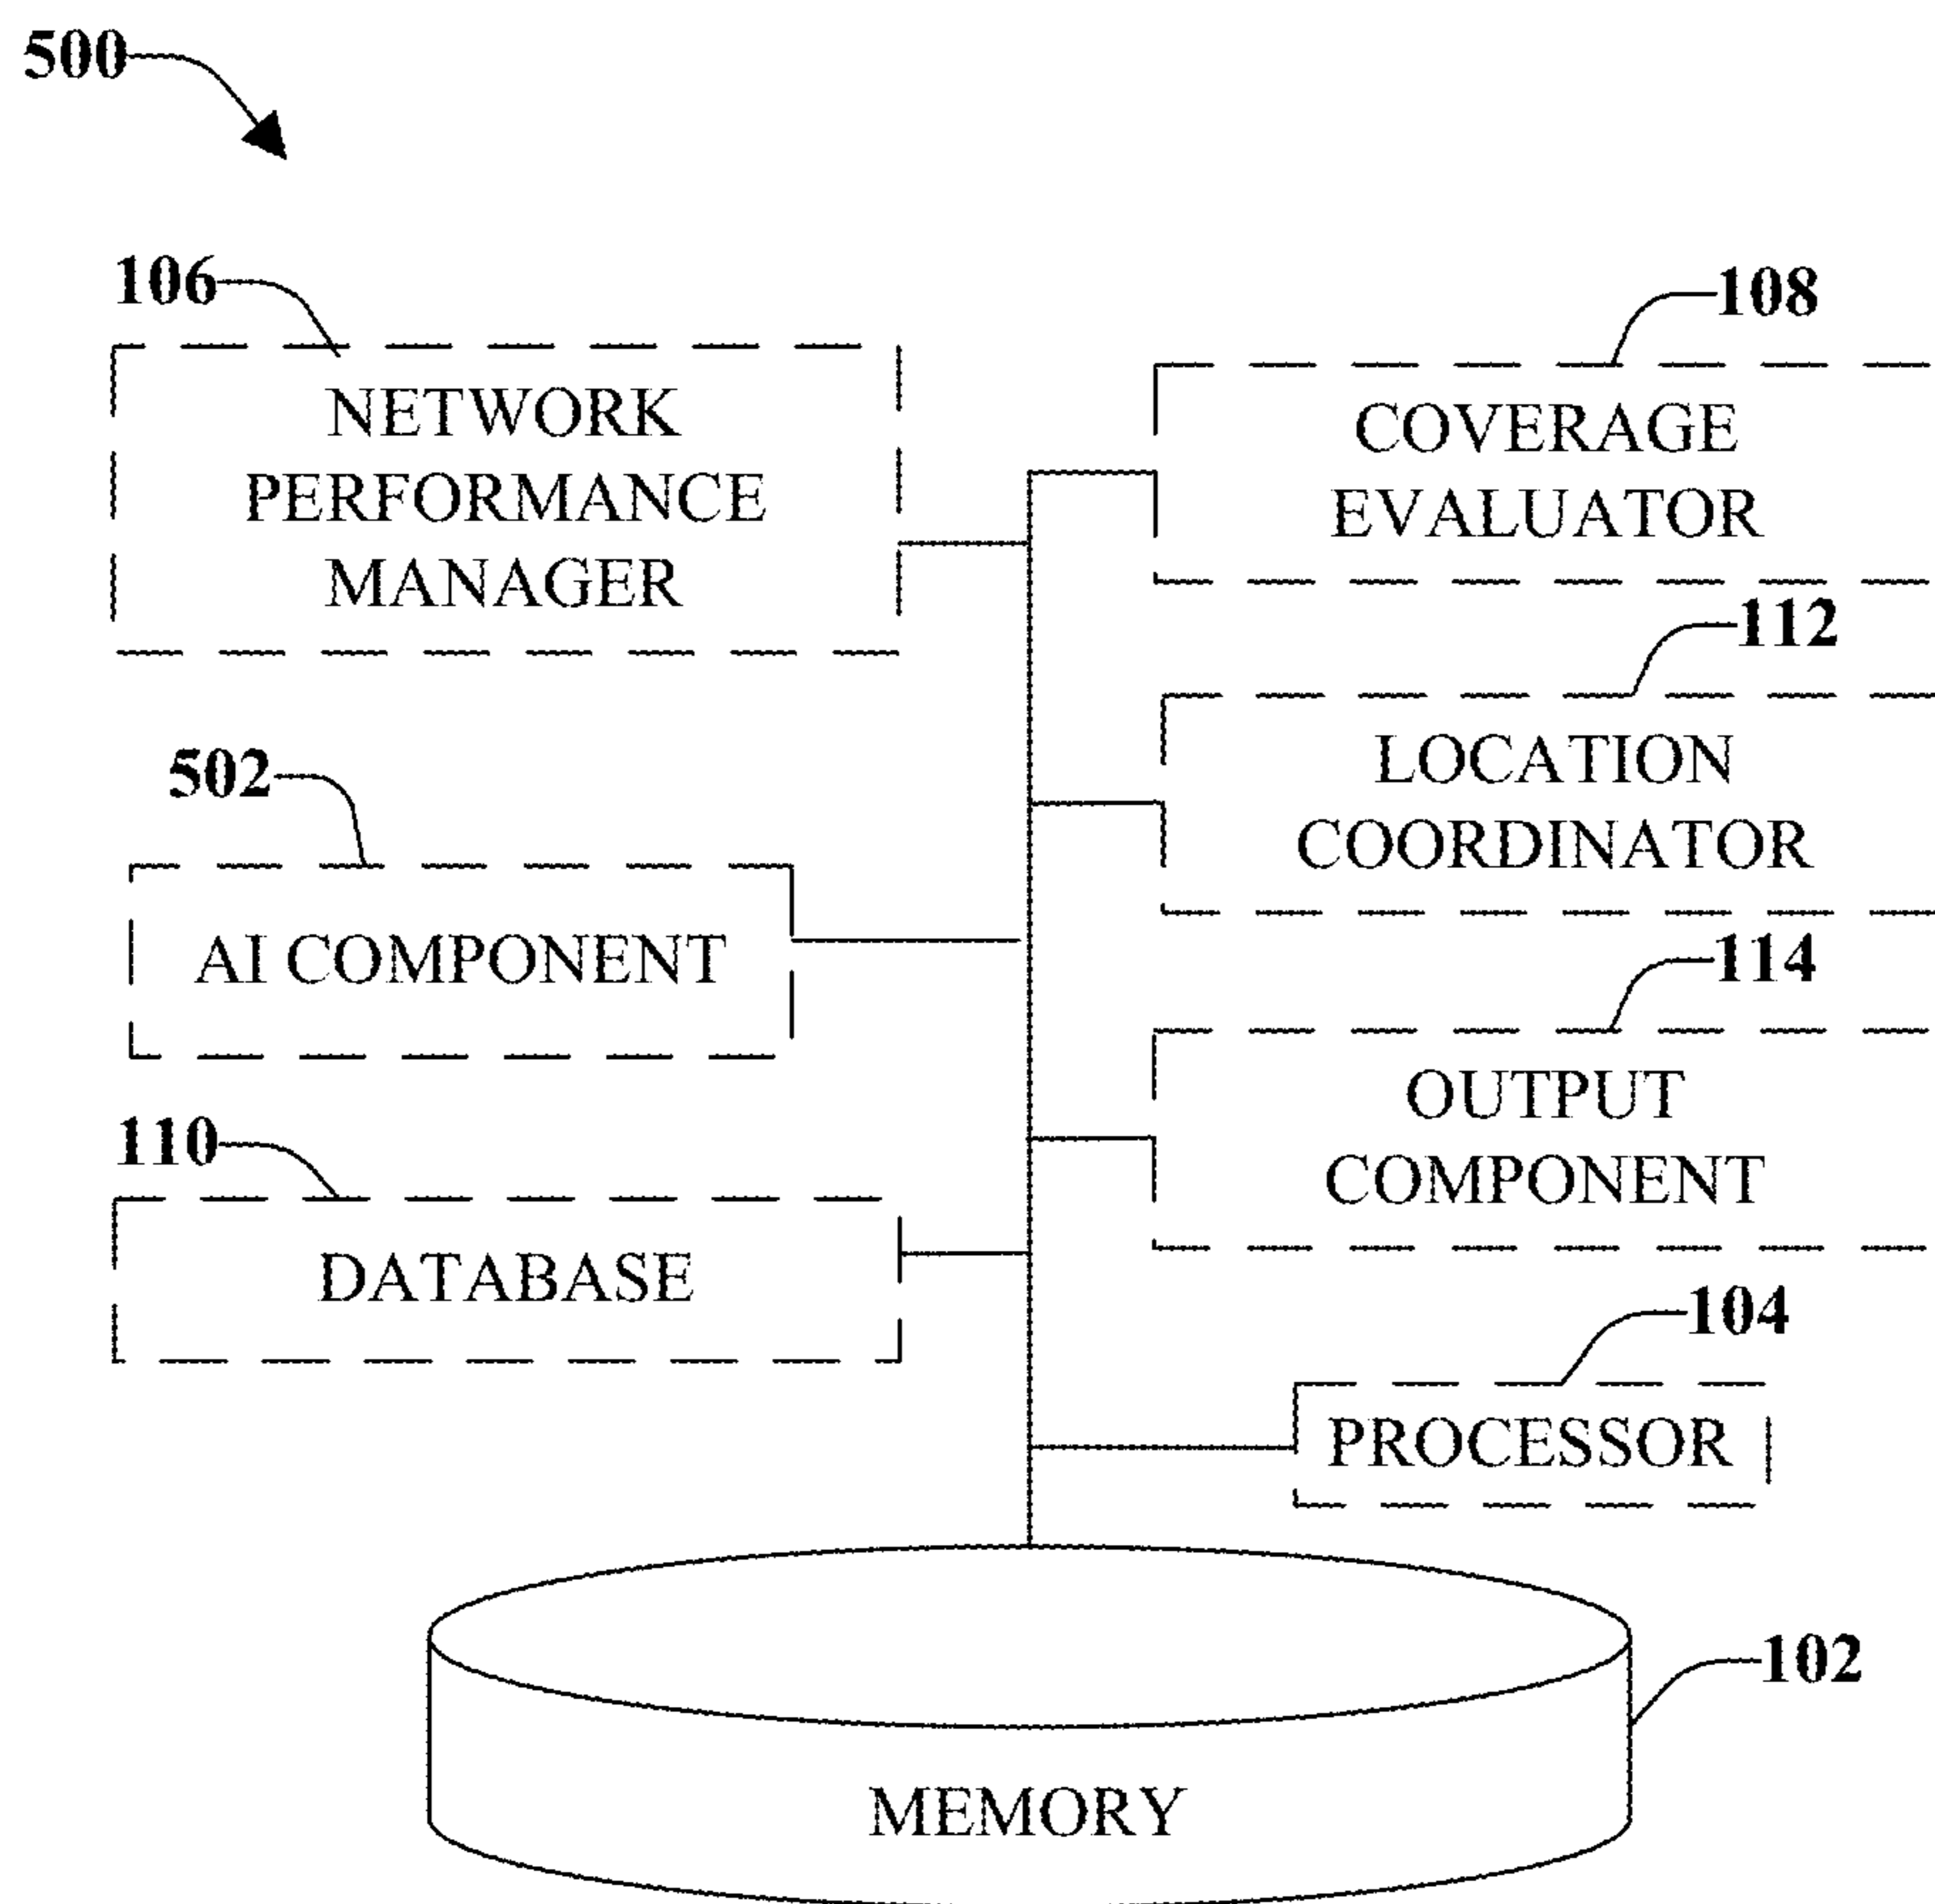 500
106
NETWORK
PERFORMANCE
MANAGER
108
COVERAGE
EVALUATOR
112
LOCATION
COORDINATOR
502
AI COMPONENT
114
OUTPUT
COMPONENT
110
DATABASE
104
PROCESSOR
102
MEMORY